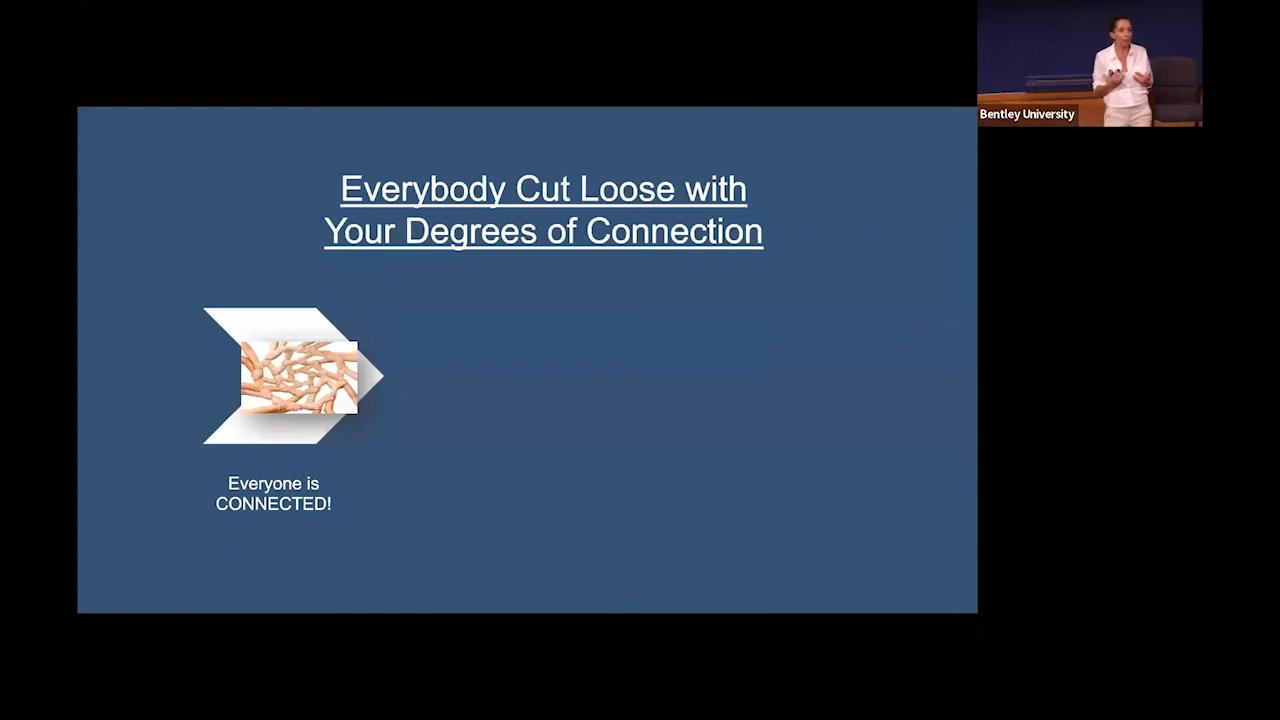 Everybody Cut Loose with
Your Degrees of Connection
Everyone is
CONNECTED!
Bentley University